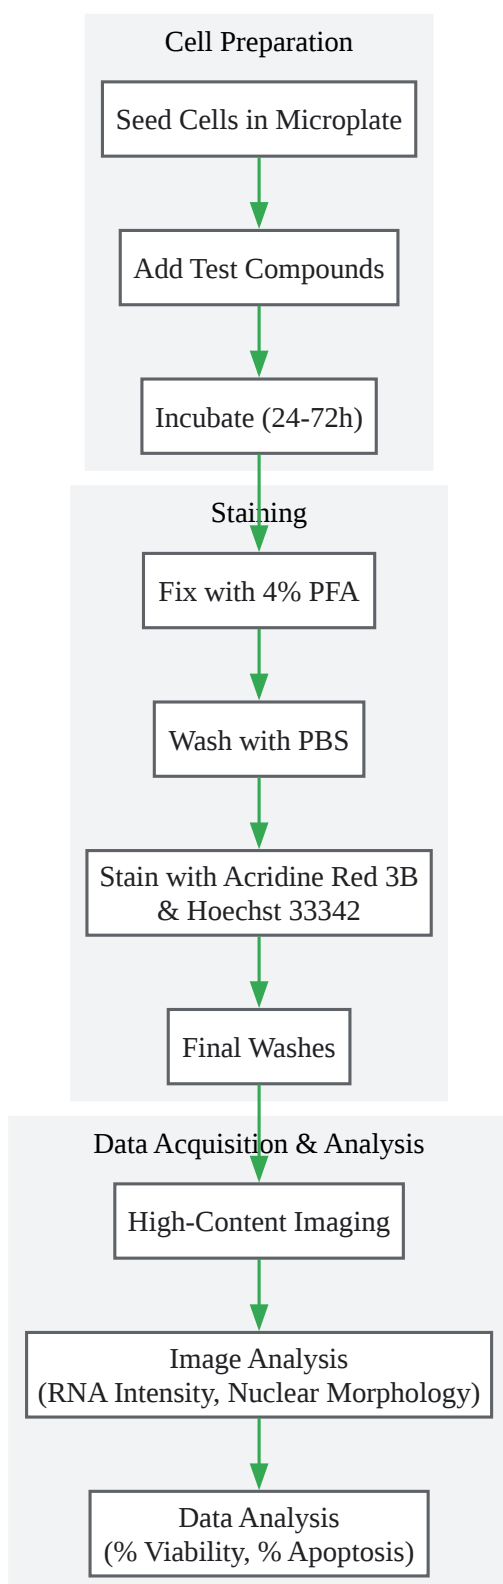 Cell Preparation
Seed Cells in Microplate
Add Test Compounds
Incubate (24-72h)
Staining
Fix with 4% PFA
Wash with PBS
Stain with Acridine Red 3B
& Hoechst 33342
Final Washes
Data Acquisition & Analysis
High-Content Imaging
Image Analysis
(RNA Intensity, Nuclear Morphology)
Data Analysis
(% Viability, % Apoptosis)